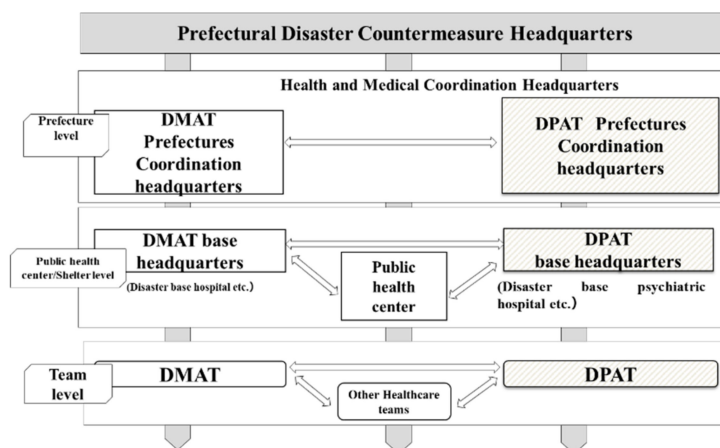 Prefectural Disaster Countermeasure Headquarters
Health and Medical Coordination Headquarters
Prefecture
level
DMAT
Prefectures
Coordination
headquarters
DPAT Prefectures
Coordination
headquarters
Public health
center/Shelter level
DMAT base
headquarters
(Disaster base hospital etc.)
Public
health
center
DPAT
base headquarters
(Disaster base psychiatric
hospital etc.)
Team
level
DMAT
Other Healthcare
teams
DPAT